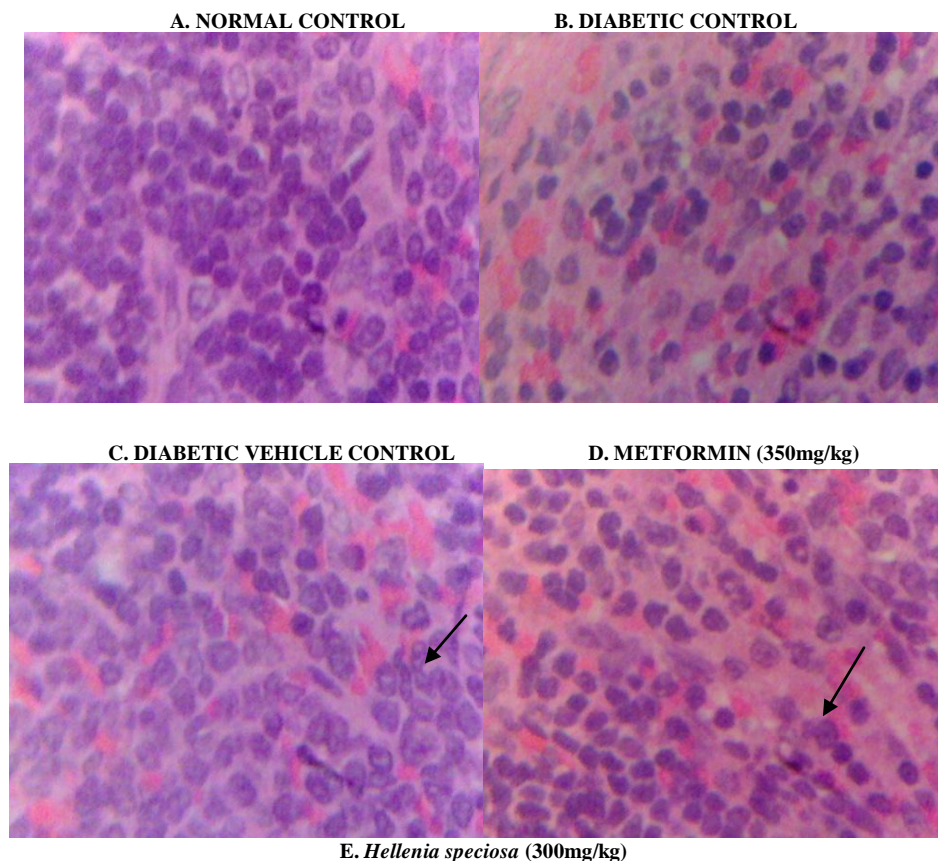 A. NORMAL CONTROL
B. DIABETIC CONTROL
C. DIABETIC VEHICLE CONTROL
D. METFORMIN (350mg/kg)
E. Hellenia speciosa (300mg/kg)